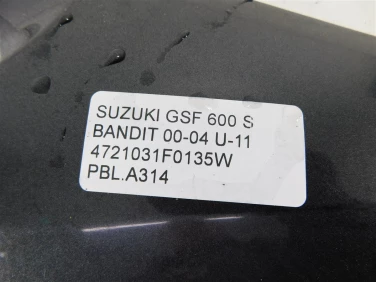 SUZUKI GSF 600 S
BANDIT 00-04 U-11
4721031F0135W
PBL.A314